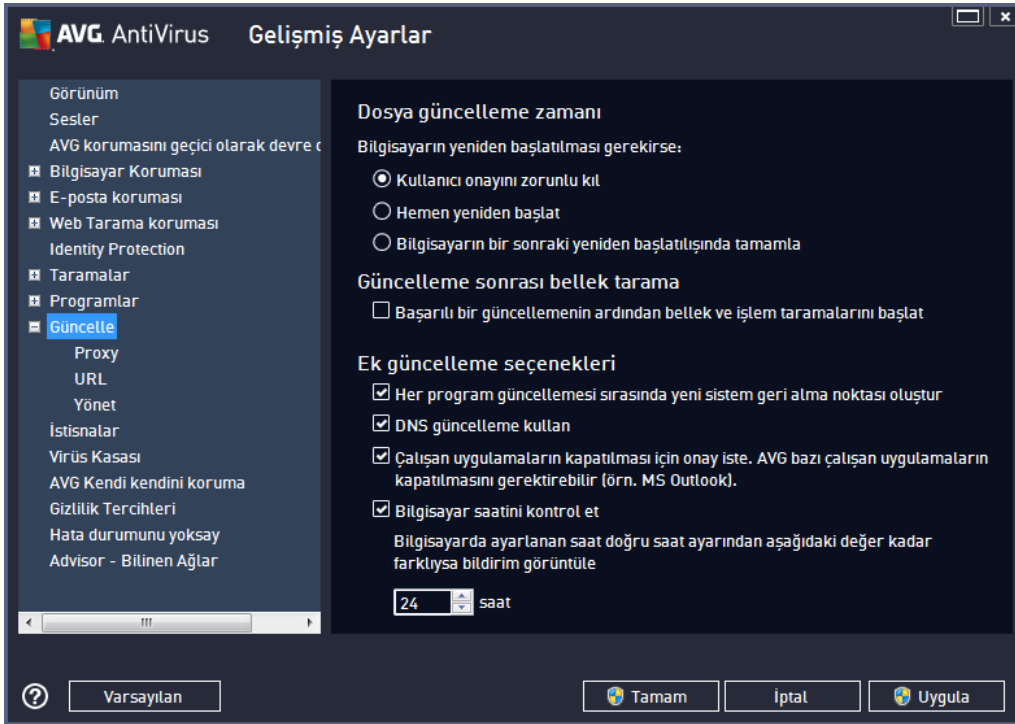 AVG. AntiVirus Gelişmiş Ayarlar
Görünüm
Sesler
AVG korumasını geçici olarak devre
Bilgisayar Koruması
E-posta koruması
Web Tarama koruması
Identity Protection
Taramalar
Programlar
Güncelle
Proxy
URL
Yönet
İstisnalar
Virüs Kasası
AVG Kendi kendini koruma
Gizlilik Tercihleri
Hata durumunu yoksay
Advisor - Bilinen Ağlar
Dosya güncelleme zamanı
Bilgisayarın yeniden başlatılması gerekirse:
Kullanıcı onayını zorunlu kıl
Hemen yeniden başlat
Bilgisayarın bir sonraki yeniden başlatılışında tamamla
Güncelleme sonrası bellek tarama
Başarılı bir güncellemenin ardından bellek ve işlem taramalarını başlat
Ek güncelleme seçenekleri
Her program güncellemesi sırasında yeni sistem geri alma noktası oluştur
DNS güncelleme kullan
Çalışan uygulamaların kapatılması için onay iste. AVG bazı çalışan uygulamaların
kapatılmasını gerektirebilir (örn. MS Outlook).
Bilgisayar saatini kontrol et
Bilgisayarda ayarlanan saat doğru saat ayarından aşağıdaki değer kadar
farklıysa bildirim görüntüle
24 saat
Varsayılan
Tamam
İptal
Uygula